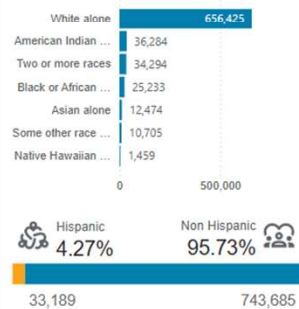 White alone 656,425
American Indian ... 36,284
Two or more races 34,294
Black or African ... 25,233
Asian alone 12,474
Some other race ... 10,705
Native Hawaiian ... 1,459
0 500,000
Hispanic Non Hispanic
4.27% 95.73%
33,189 743,685